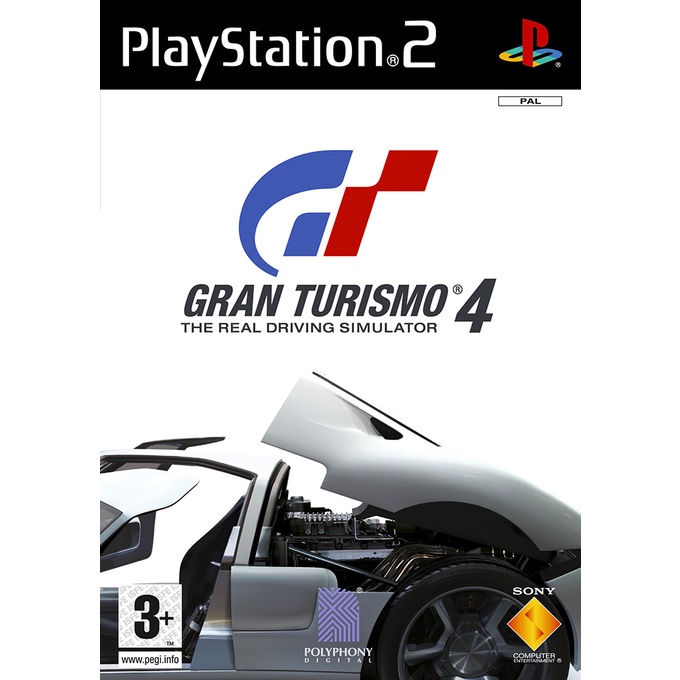 PlayStation®2
PAL
GT
GRAN TURISMO® 4
THE REAL DRIVING SIMULATOR
3+
www.pegi.info
POLYPHONY
DIGITAL
SONY
COMPUTER
ENTERTAINMENT®